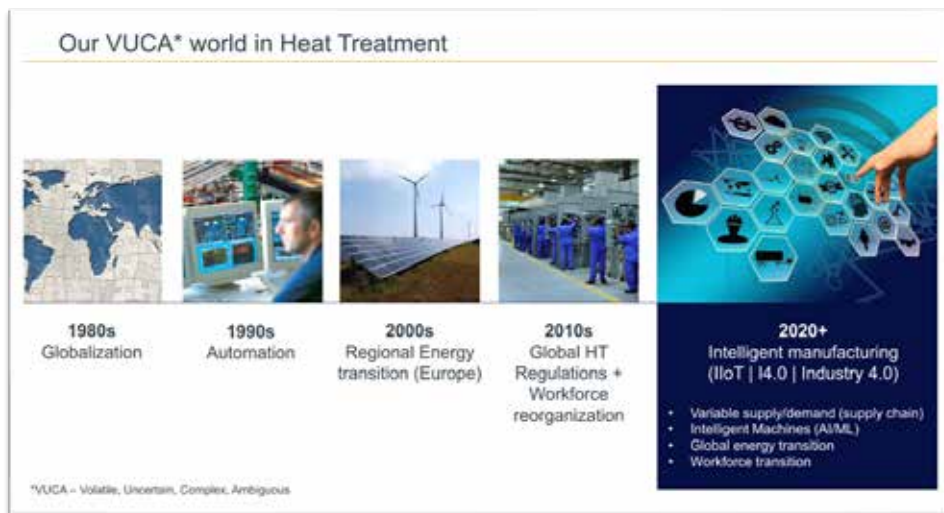 Our VUCA* world in Heat Treatment
1980s
Globalization
1990s
Automation
2000s
Regional Energy
transition (Europe)
2010s
Global HT
Regulations +
Workforce
reorganization
2020+
Intelligent manufacturing
(IIoT | I4.0 | Industry 4.0)
• Variable supply/demand (supply chain)
• Intelligent Machines (AI/ML)
• Global energy transition
• Workforce transition
*VUCA – Volatile, Uncertain, Complex, Ambiguous